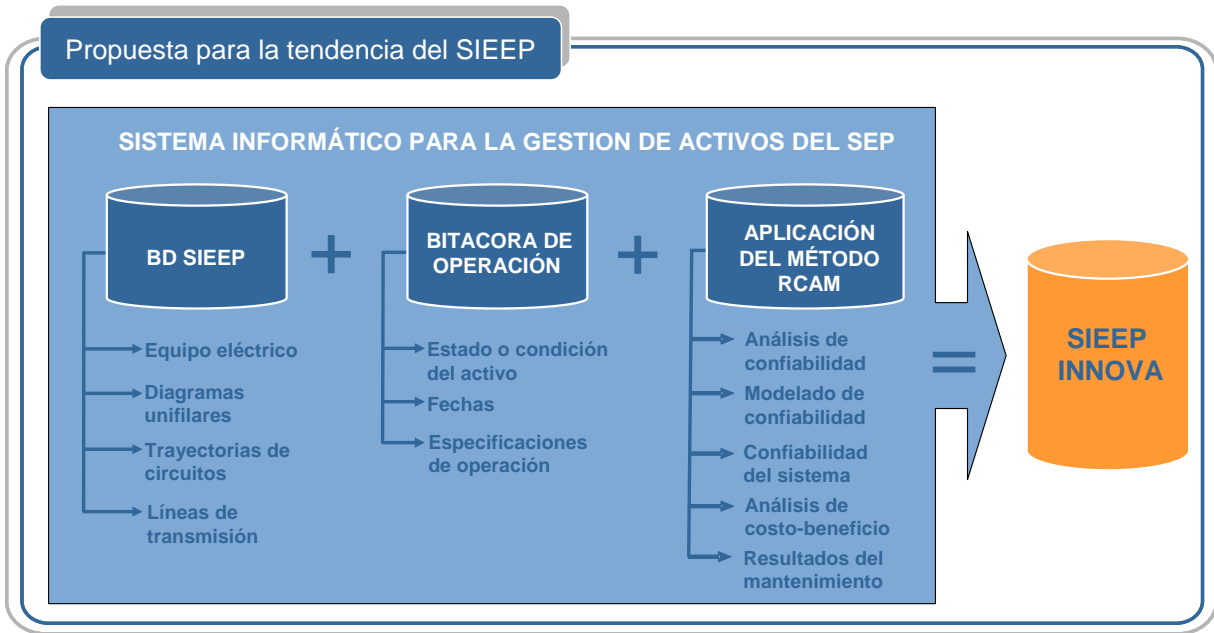 Propuesta para la tendencia del SIEEP
SISTEMA INFORMÁTICO PARA LA GESTION DE ACTIVOS DEL SEP
BD SIEEP
+
BITACORA DE
OPERACIÓN
+
APLICACIÓN
DEL MÉTODO
RCAM
=
SIEEP
INNOVA
Equipo eléctrico
Diagramas
unifilares
Trayectorias de
circuitos
Líneas de
transmisión
Estado o condición
del activo
Fechas
Especificaciones
de operación
Análisis de
confiabilidad
Modelado de
confiabilidad
Confiabilidad
del sistema
Análisis de
costo-beneficio
Resultados del
mantenimiento